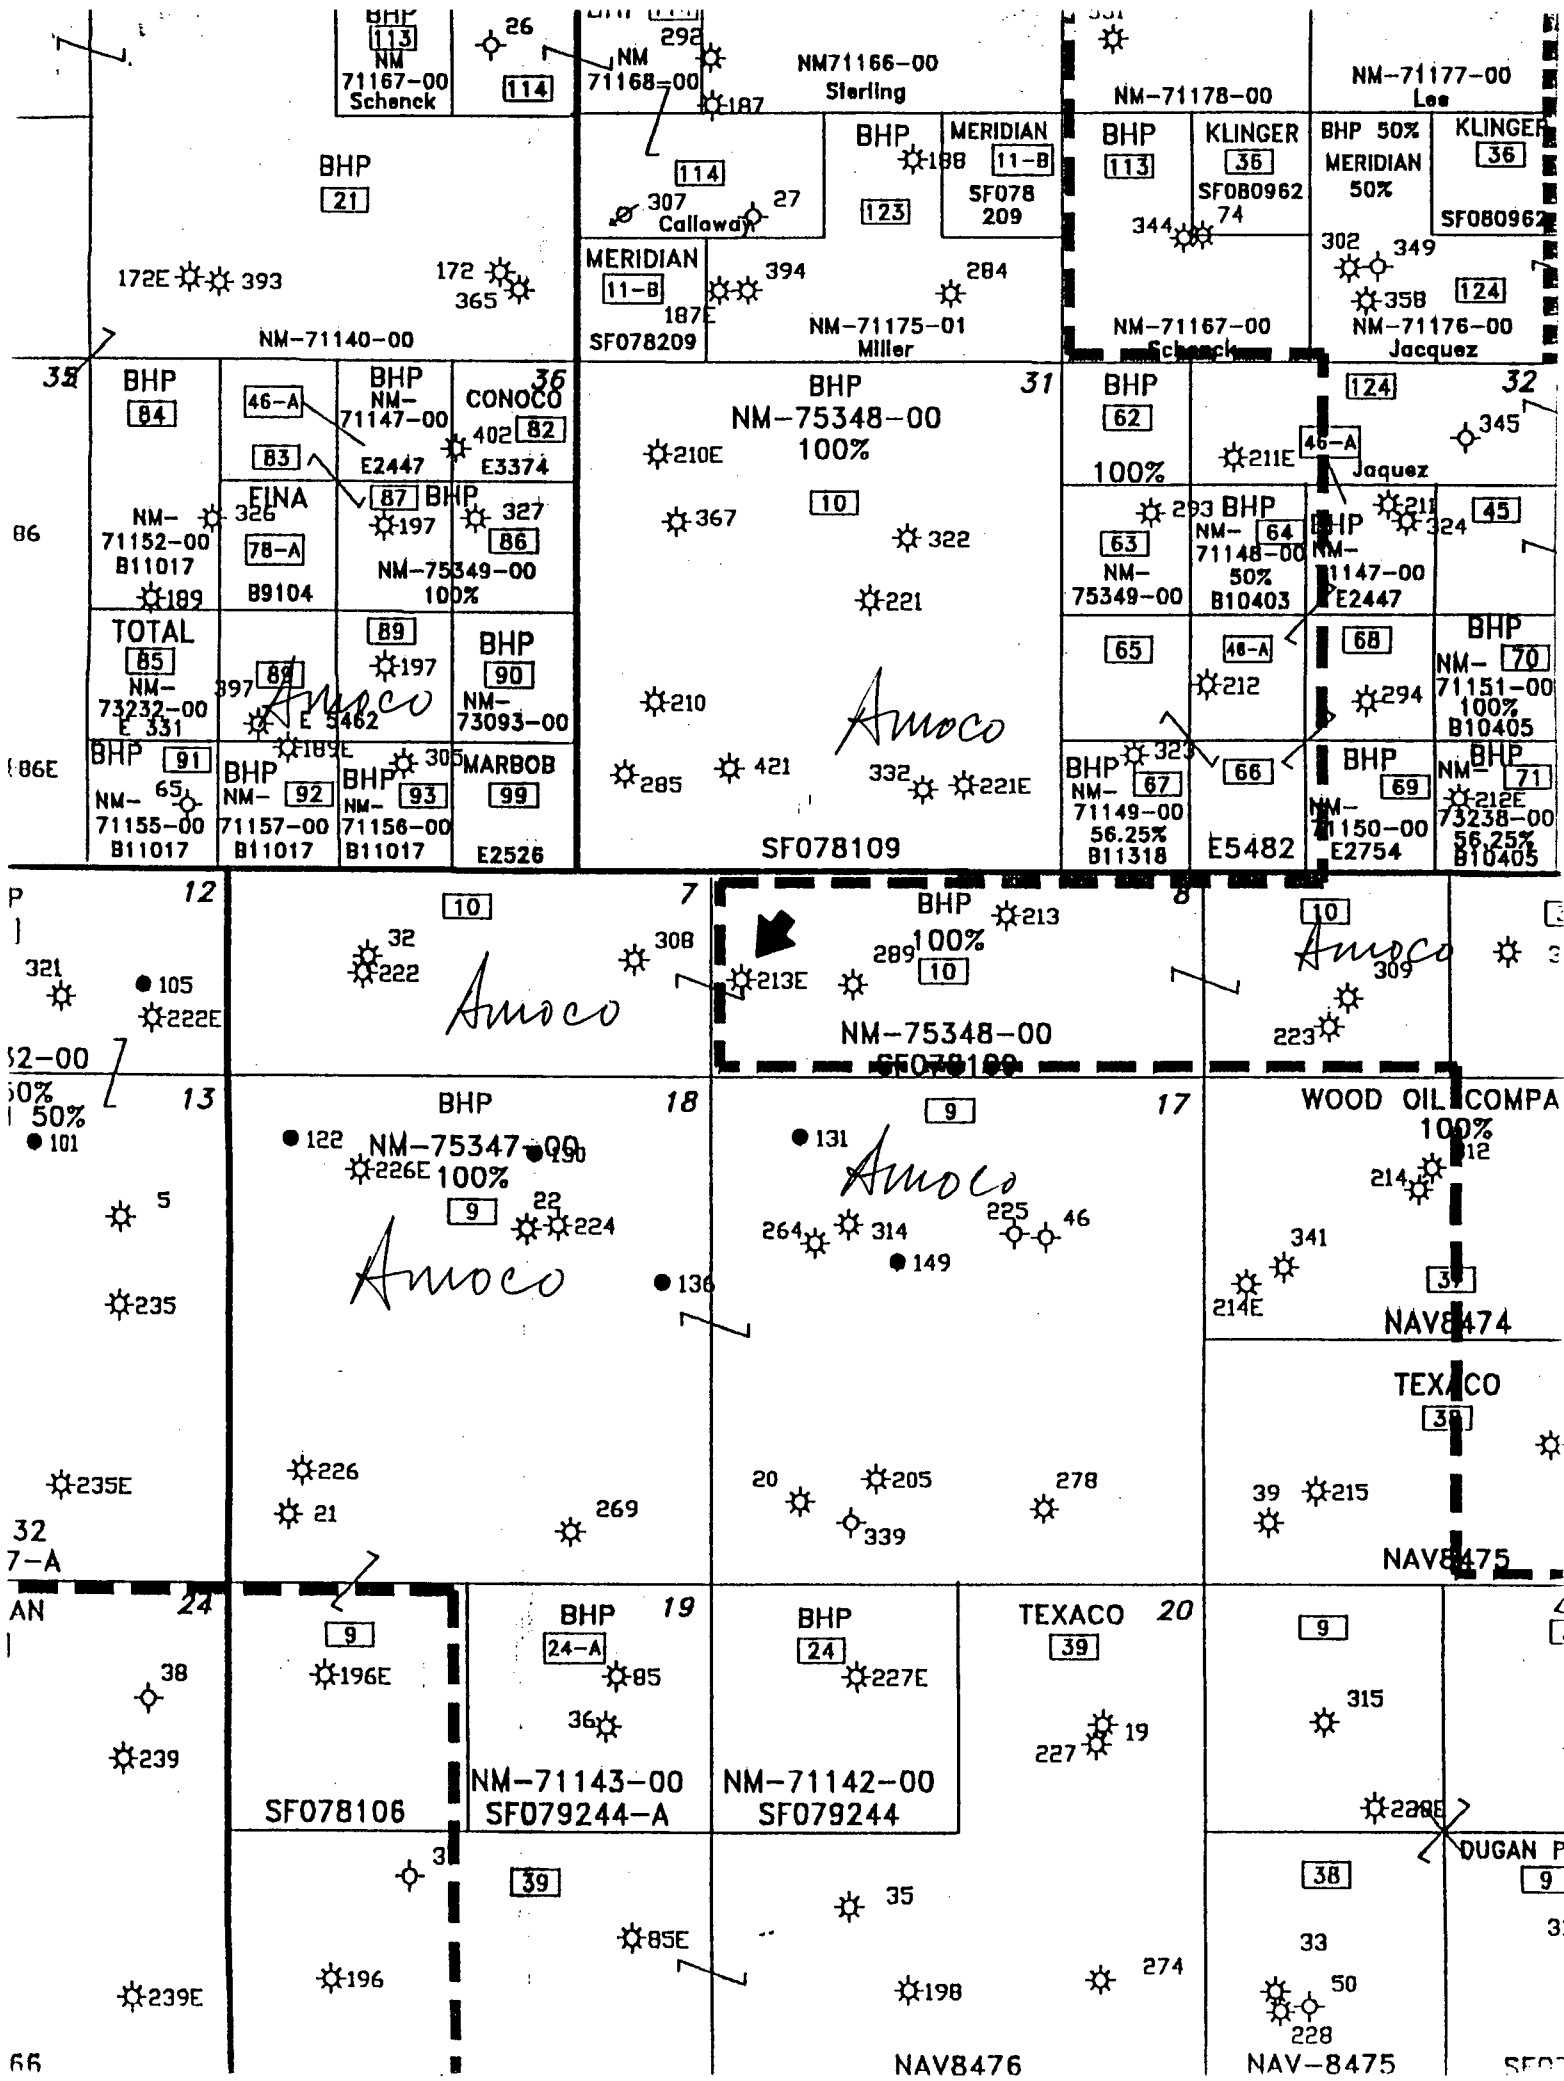 BHP
113
NM
71167-00
Schenck
26
114
292
NM
71168-00
187
NM71166-00
Sterling
NM-71178-00
NM-71177-00
Lee
BHP
21
114
307
27
Callaway
BHP
188
123
MERIDIAN
11-B
SF078
209
BHP
113
KLINGER
36
SF080962
74
344
BHP 50%
MERIDIAN
50%
KLINGER
36
SF080962
302
349
358
124
172E
393
172
365
NM-71140-00
MERIDIAN
11-B
SF078209
187E
394
284
NM-71175-01
Miller
NM-71167-00
Schenck
NM-71176-00
Jacquez
35
BHP
84
46-A
83
BHP
NM-
71147-00
E2447
36
CONOCO
82
402
E3374
BHP
NM-75348-00
100%
31
210E
10
367
322
221
BHP
62
100%
211E
124
46-A
Jaquez
32
345
86
NM-
71152-00
B11017
326
189
FINA
78-A
B9104
87
BHP
197
327
86
NM-75349-00
100%
63
NM-
75349-00
293
BHP
NM-
64
71148-00
50%
B10403
BHP
NM-
1147-00
E2447
211
324
45
TOTAL
85
NM-
73232-00
E 331
397
89
Amoco
E 5462
89
197
BHP
90
NM-
73093-00
210
Amoco
65
46-A
212
68
294
BHP
NM-
70
71151-00
100%
B10405
86E
BHP
91
65
NM-
71155-00
B11017
189E
BHP
NM-
92
71157-00
B11017
305
BHP
NM-
93
71156-00
B11017
MARBOB
99
E2526
285
421
332
221E
SF078109
323
BHP
67
NM-
71149-00
56.25%
B11318
66
E5482
BHP
69
NM-
71150-00
E2754
BHP
NM-
71
212E
73238-00
56.25%
B10405
12
10
7
32
222
308
Amoco
321
105
222E
BHP
100%
10
8
213
289
213E
NM-75348-00
SF078109
10
Amoco
309
223
32-00
50%
50%
101
13
BHP
NM-75347-00
100%
9
18
122
130
226E
22
224
136
Amoco
9
17
131
Amoco
264
314
225
46
149
WOOD OIL COMPA
100%
312
214
341
214E
37
NAV8474
5
235
TEXACO
38
235E
226
21
269
20
205
339
278
39
215
NAV8475
32
7-A
AN
24
9
196E
38
239
SF078106
BHP
24-A
19
85
36
NM-71143-00
SF079244-A
BHP
24
227E
NM-71142-00
SF079244
TEXACO
39
20
19
227
9
315
3
39
85E
35
38
DUGAN P
9
33
50
228
239E
196
198
274
66
NAV8476
NAV-8475